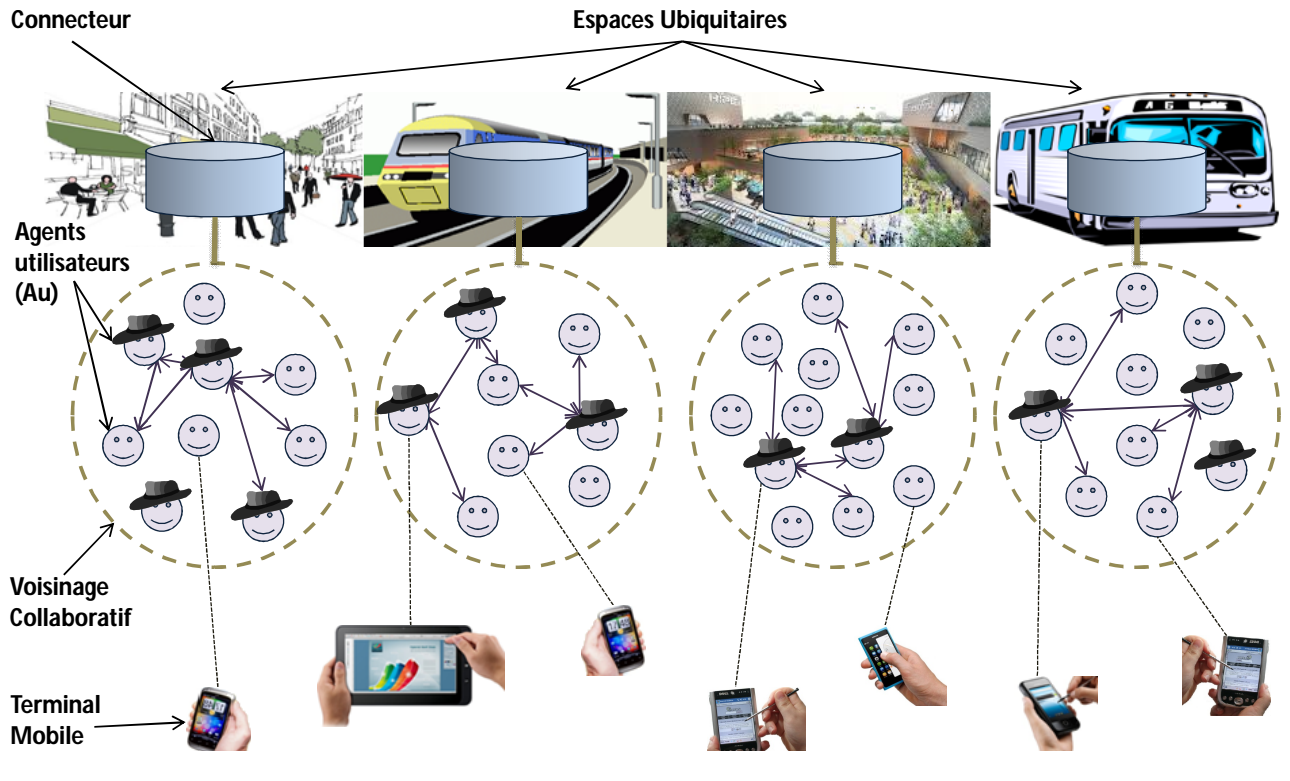 Connecteur
Espaces Ubiquitaires
Agents
utilisateurs
(Au)
Voisinage
Collaboratif
Terminal
Mobile